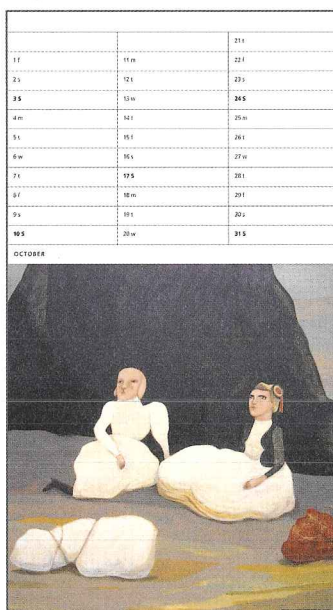 1 f
2 s
3 S
4 m
5 t
6 w
7 t
8 f
9 s
10 S
11 m
12 t
13 w
14 t
15 f
16 s
17 S
18 m
19 t
20 w
21 t
22 f
23 s
24 S
25 m
26 t
27 w
28 t
29 f
30 s
31 S
OCTOBER